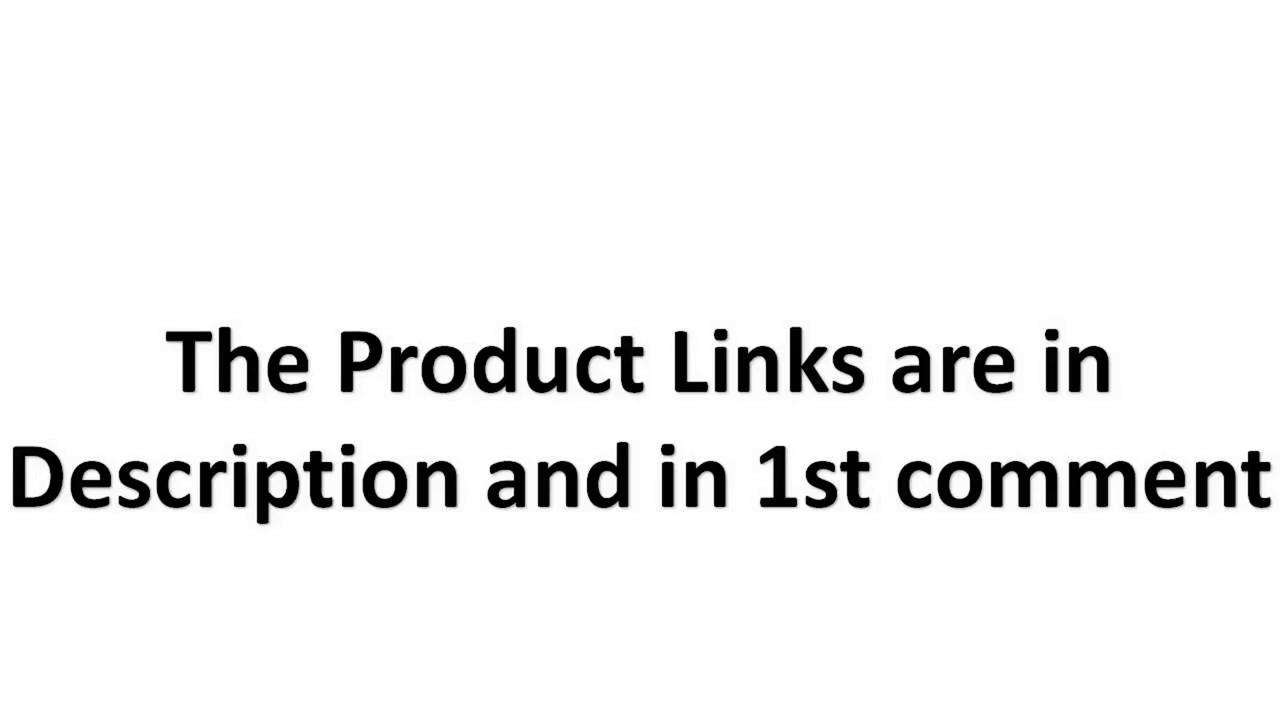 The Product Links are in
Description and in 1st comment